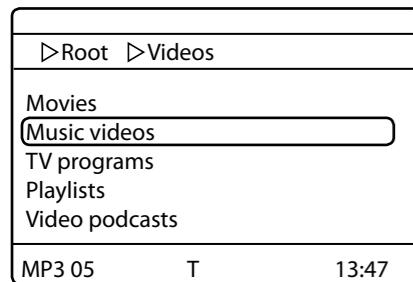 ▷Root ▷Videos
Movies
Music videos
TV programs
Playlists
Video podcasts
MP3 05 T 13:47